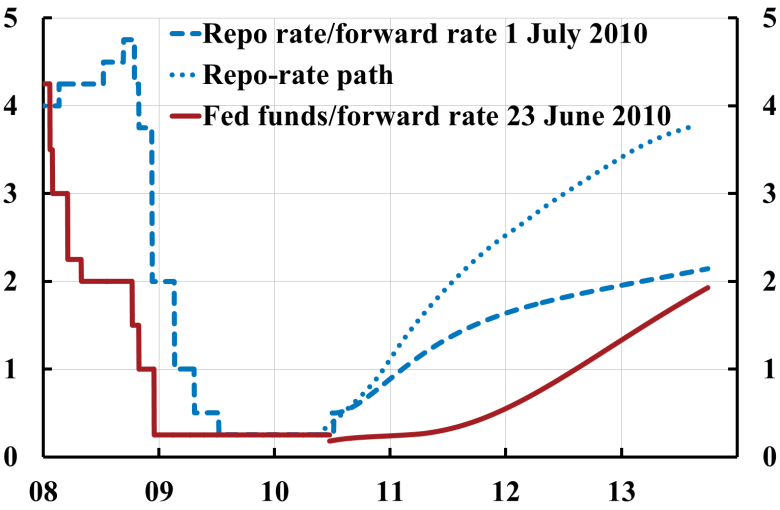 5 Repo rate/forward rate 1 July 2010 5
Repo-rate path
4 Fed funds/forward rate 23 June 2010 4
3 3
2 2
1 1
0 0
08 09 10 11 12 13